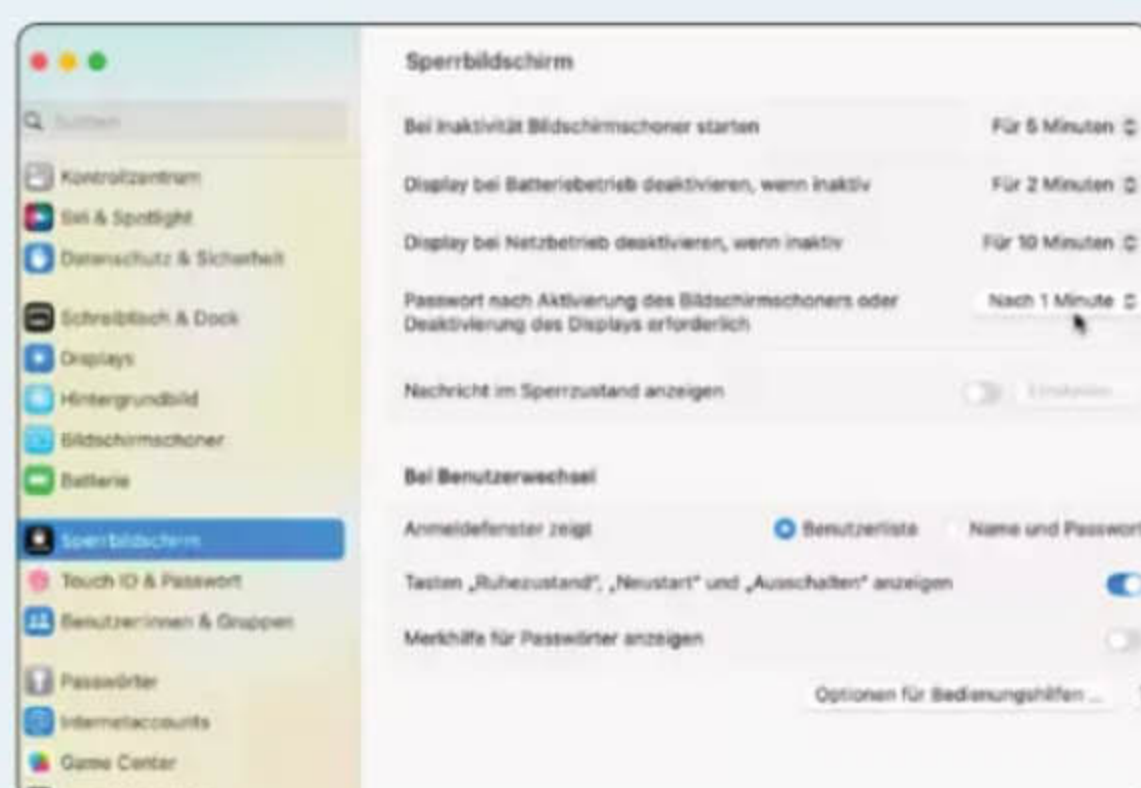 Sperrbildschirm
Suchen
Bei Inaktivität Bildschirmschoner starten
Für 5 Minuten
Display bei Batteriebetrieb deaktivieren, wenn inaktiv
Für 2 Minuten
Display bei Netzbetrieb deaktivieren, wenn inaktiv
Für 10 Minuten
Passwort nach Aktivierung des Bildschirmschoners oder
Deaktivierung des Displays erforderlich
Nach 1 Minute
Nachricht im Sperrzustand anzeigen
Bei Benutzerwechsel
Anmeldefenster zeigt
Benutzerliste
Name und Passwort
Tasten „Ruhezustand“, „Neustart“ und „Ausschalten“ anzeigen
Merkhilfe für Passwörter anzeigen
Optionen für Bedienungshilfen ...
Kontrollzentrum
Siri & Spotlight
Datenschutz & Sicherheit
Schreibtisch & Dock
Displays
Hintergrundbild
Bildschirmschoner
Batterie
Sperrbildschirm
Touch ID & Passwort
Benutzer:innen & Gruppen
Passwörter
Internetaccounts
Game Center